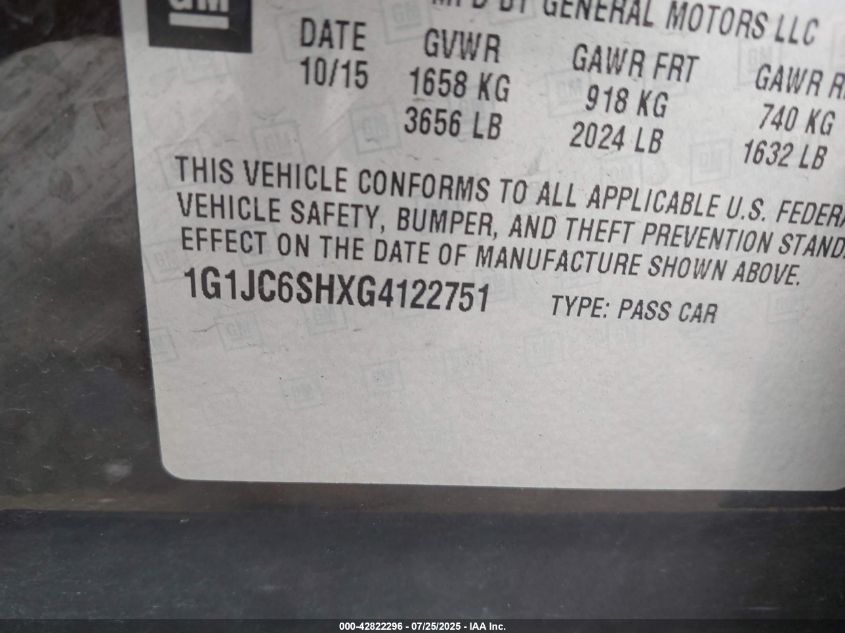 GM
MFD BY GENERAL MOTORS LLC
DATE GVWR GAWR FRT GAWR
10/15 1658 KG 918 KG 740 KG
3656 LB 2024 LB 1632 LB
THIS VEHICLE CONFORMS TO ALL APPLICABLE U.S.
VEHICLE SAFETY, BUMPER, AND THEFT PREVENTION
EFFECT ON THE DATE OF MANUFACTURE SHOWN ABOVE.
1G1JC6SHXG4122751 TYPE: PASS CAR
000-42822296 - 07/25/2025 - IAA Inc.